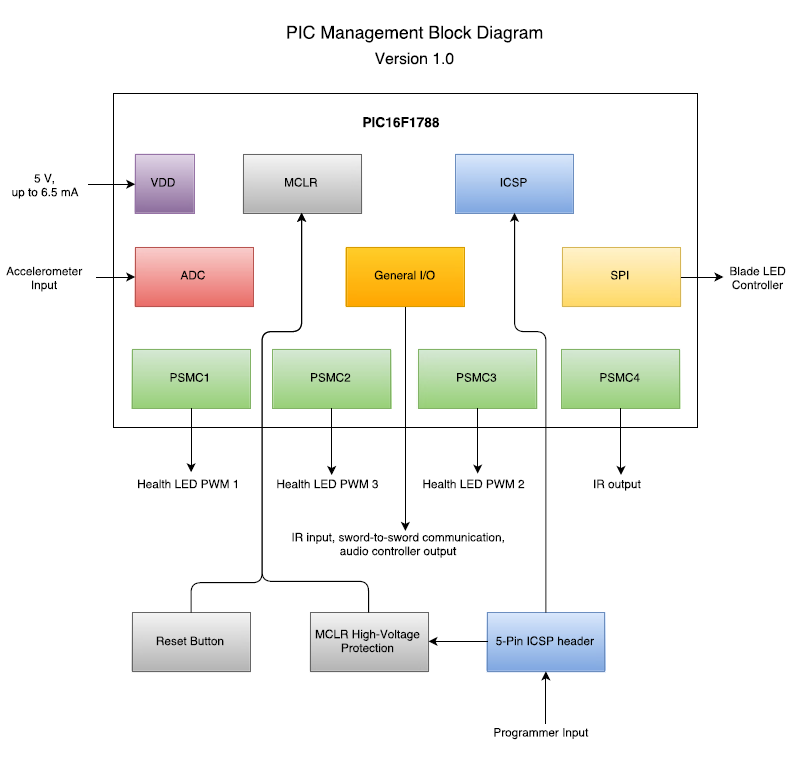 PIC Management Block Diagram
Version 1.0
PIC16F1788
5 V,
up to 6.5 mA
VDD
MCLR
ICSP
Accelerometer
Input
ADC
General I/O
SPI
Blade LED
Controller
PSMC1
PSMC2
PSMC3
PSMC4
Health LED PWM 1
Health LED PWM 3
Health LED PWM 2
IR output
IR input, sword-to-sword communication,
audio controller output
Reset Button
MCLR High-Voltage
Protection
5-Pin ICSP header
Programmer Input